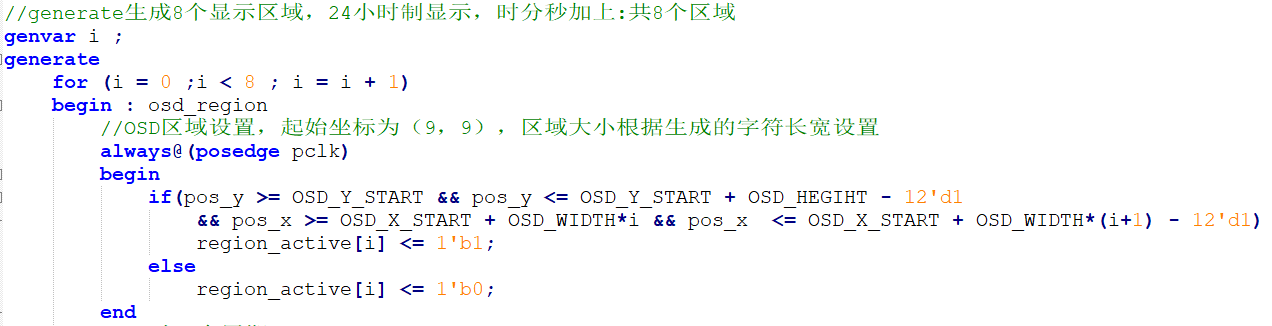 //generate生成8个显示区域，24小时制显示，时分秒加上:共8个区域
genvar i ;
generate
    for (i = 0 ;i < 8 ; i = i + 1)
    begin : osd_region
        //OSD区域设置，起始坐标为（9，9），区域大小根据生成的字符长宽设置
        always@(posedge pclk)
        begin
            if(pos_y >= OSD_Y_START && pos_y <= OSD_Y_START + OSD_HEGIHT - 12'd1
                && pos_x >= OSD_X_START + OSD_WIDTH*i && pos_x  <= OSD_X_START + OSD_WIDTH*(i+1) - 12'd1)
                region_active[i] <= 1'b1;
            else
                region_active[i] <= 1'b0;
        end